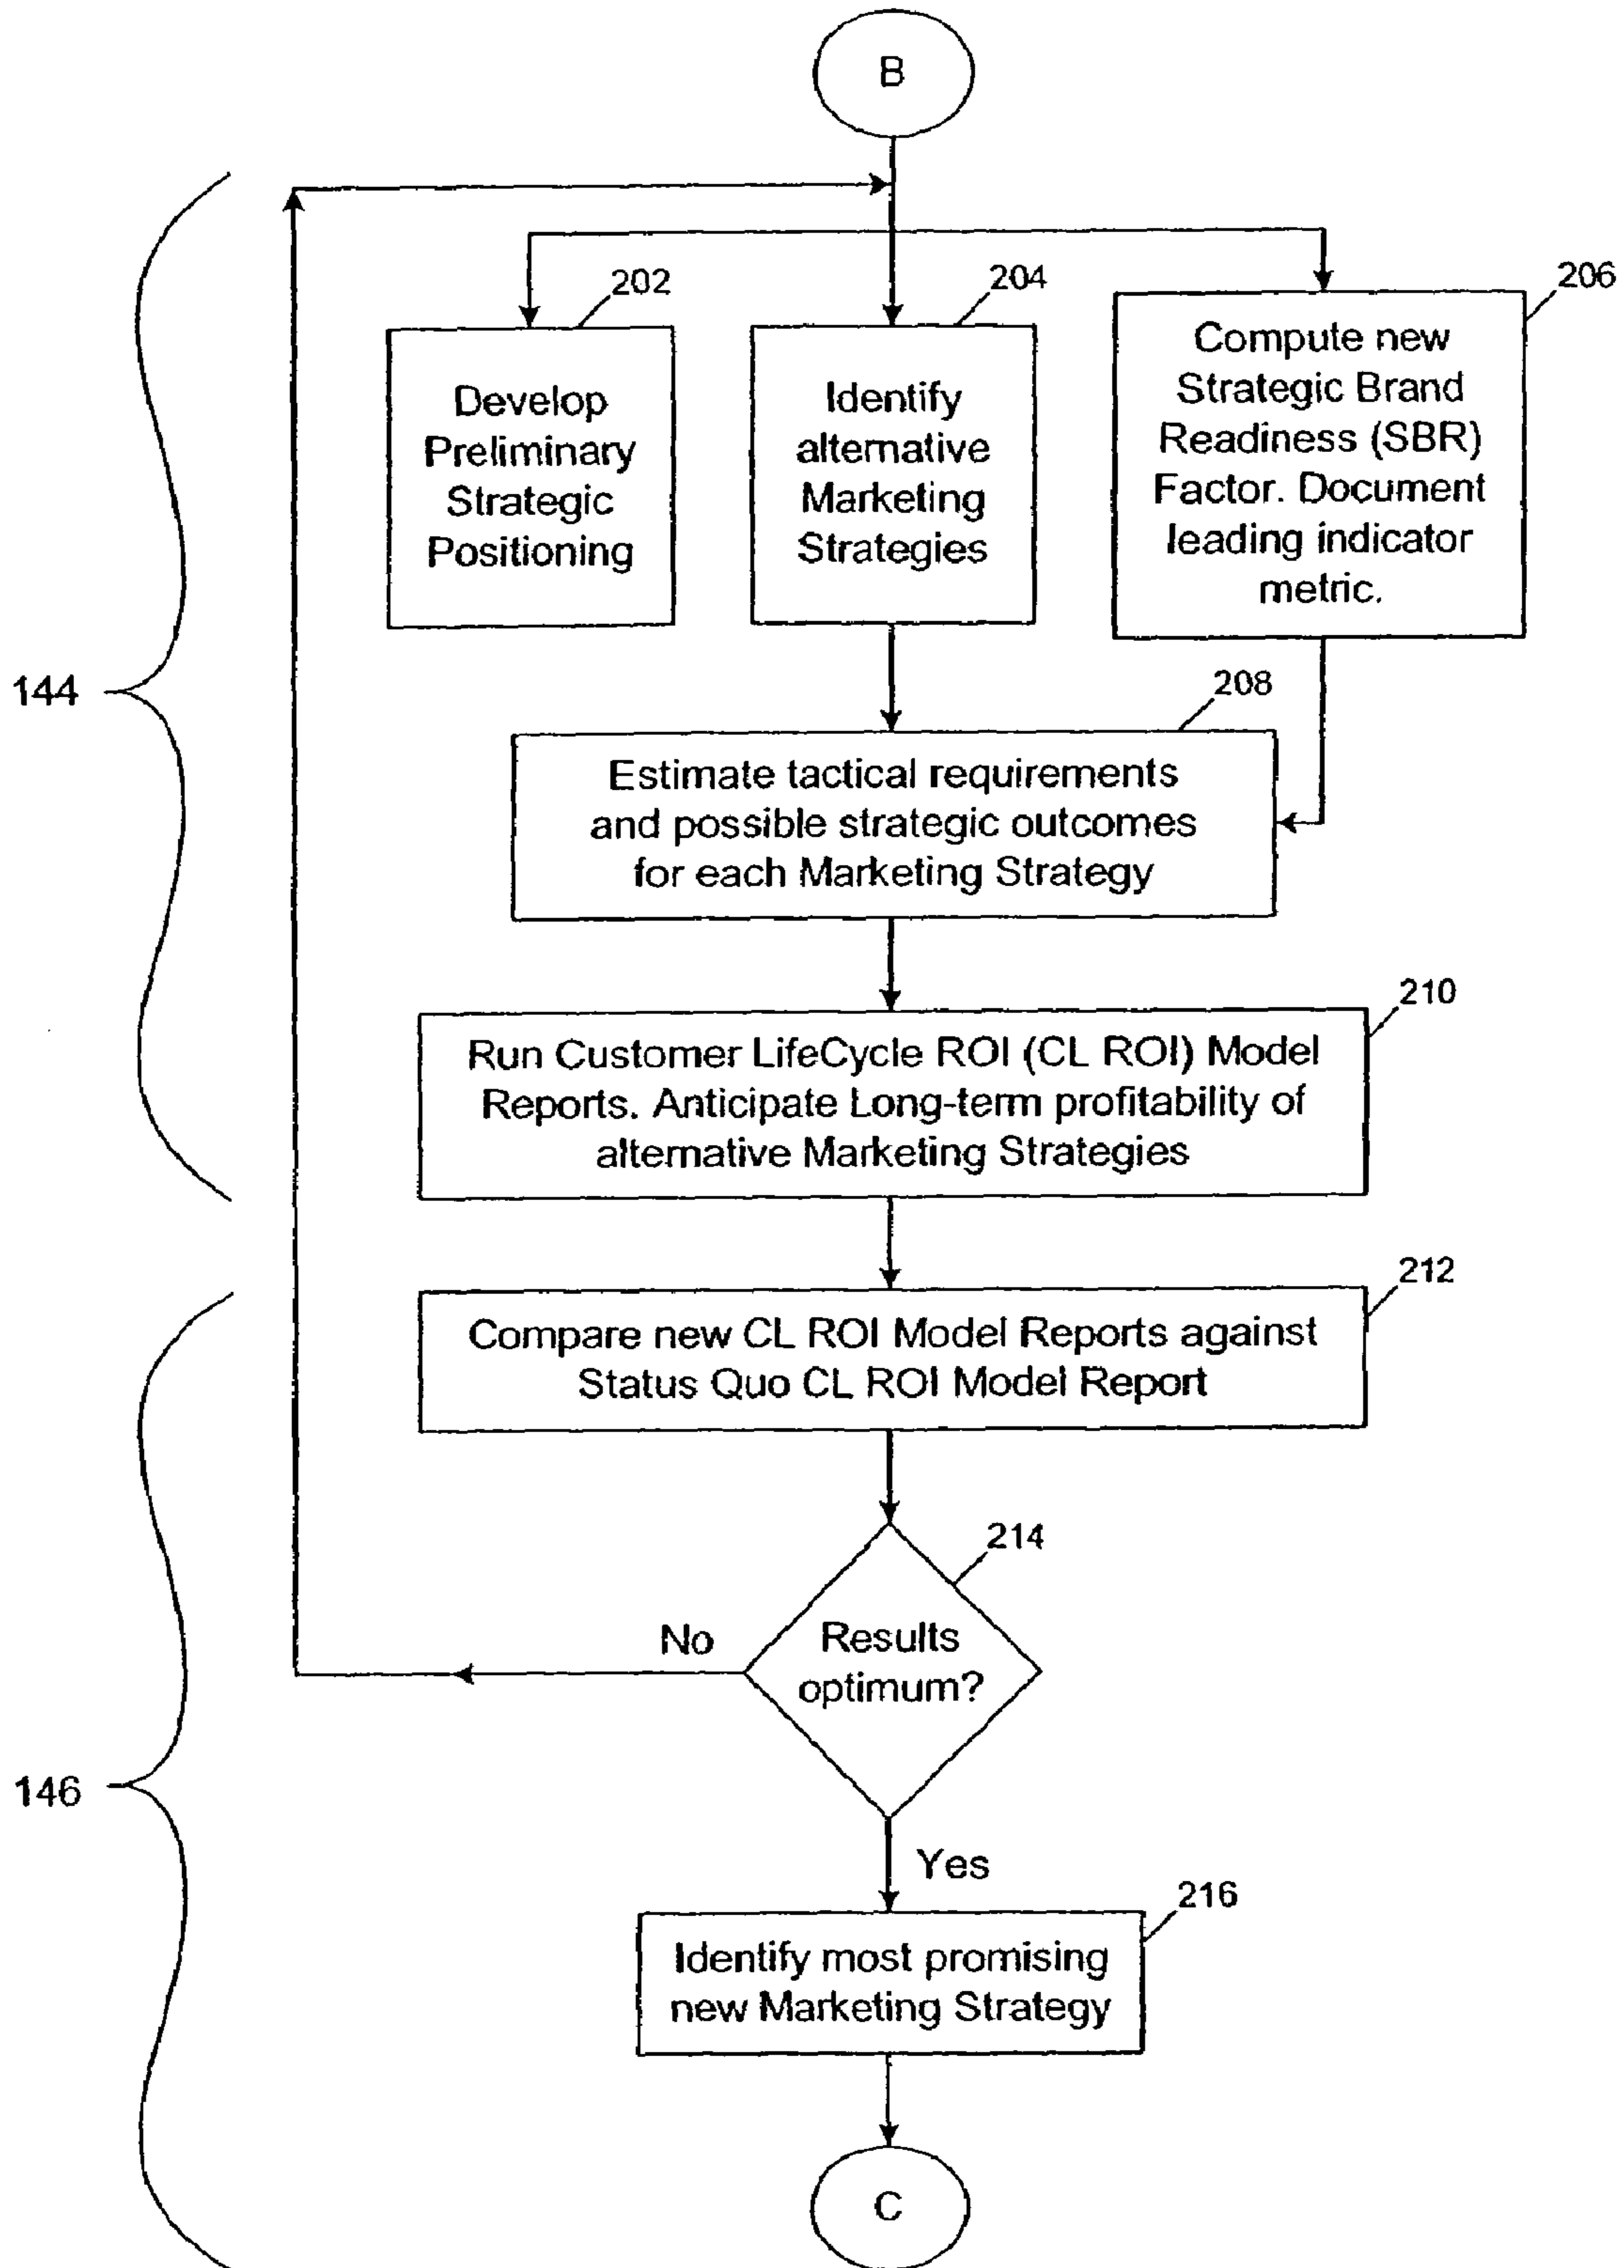 B
202
204
206
Develop
Preliminary
Strategic
Positioning
Identify
alternative
Marketing
Strategies
Compute new
Strategic Brand
Readiness (SBR)
Factor. Document
leading indicator
metric.
144
208
Estimate tactical requirements
and possible strategic outcomes
for each Marketing Strategy
210
Run Customer LifeCycle ROI (CL ROI) Model
Reports. Anticipate Long-term profitability of
alternative Marketing Strategies
212
Compare new CL ROI Model Reports against
Status Quo CL ROI Model Report
214
Results
optimum?
No
146
Yes
216
Identify most promising
new Marketing Strategy
C